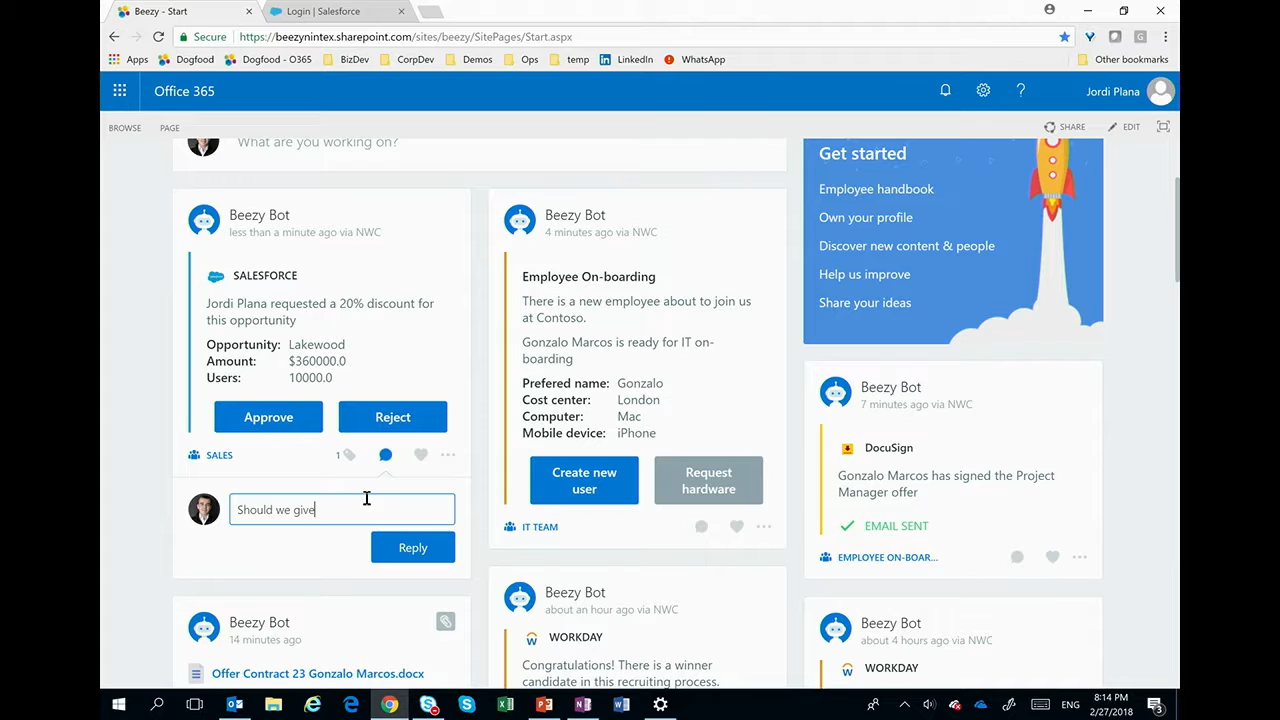 Beezy - Start
Login | Salesforce
Secure https://beezynintex.sharepoint.com/sites/beezy/SitePages/Start.aspx
Apps Dogfood Dogfood - O365 BizDev CorpDev Demos Ops temp LinkedIn WhatsApp Other bookmarks
Office 365
Jordi Plana
BROWSE PAGE
SHARE EDIT
What are you working on?
Beezy Bot
less than a minute ago via NWC
SALESFORCE
Jordi Plana requested a 20% discount for
this opportunity
Opportunity: Lakewood
Amount: $360000.0
Users: 10000.0
Approve Reject
SALES 1
Should we give
Reply
Beezy Bot
14 minutes ago
Offer Contract 23 Gonzalo Marcos.docx
Beezy Bot
4 minutes ago via NWC
Employee On-boarding
There is a new employee about to join us
at Contoso.
Gonzalo Marcos is ready for IT on-
boarding
Prefered name: Gonzalo
Cost center: London
Computer: Mac
Mobile device: iPhone
Create new
user
Request
hardware
IT TEAM
Beezy Bot
about an hour ago via NWC
WORKDAY
Congratulations! There is a winner
candidate in this recruiting process.
Get started
Employee handbook
Own your profile
Discover new content & people
Help us improve
Share your ideas
Beezy Bot
7 minutes ago via NWC
DocuSign
Gonzalo Marcos has signed the Project
Manager offer
EMAIL SENT
EMPLOYEE ON-BOAR...
Beezy Bot
about 4 hours ago via NWC
WORKDAY
ENG
8:14 PM
2/27/2018
3